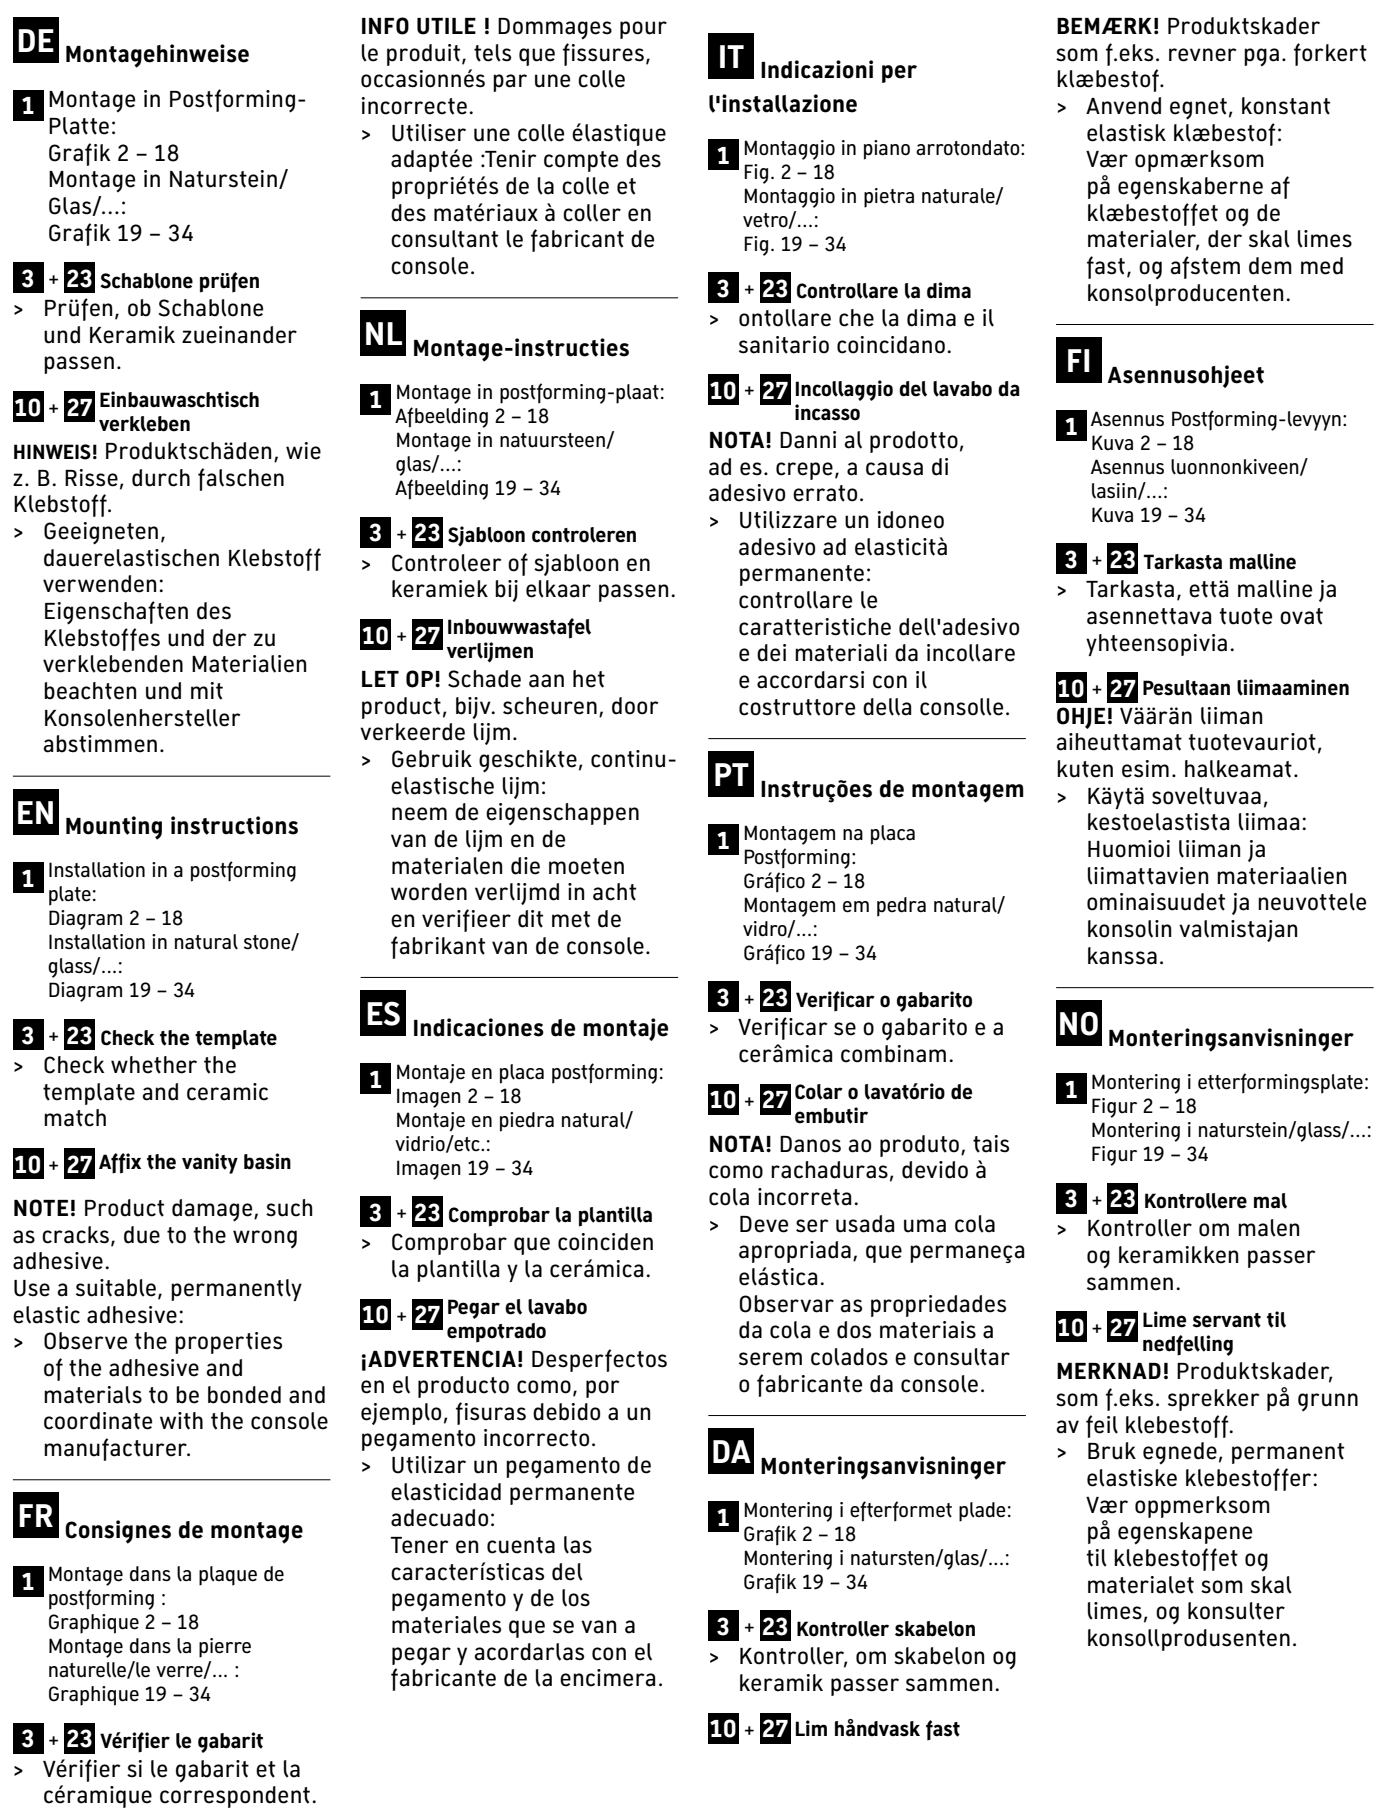 DE Montagehinweise
1 Montage in Postforming-
Platte:
Grafik 2 – 18
Montage in Naturstein/
Glas/...:
Grafik 19 – 34
3 + 23 Schablone prüfen
> Prüfen, ob Schablone
und Keramik zueinander
passen.
10 + 27 Einbauwaschtisch
verkleben
HINWEIS! Produktschäden, wie
z. B. Risse, durch falschen
Klebstoff.
> Geeigneten,
dauerelastischen Klebstoff
verwenden:
Eigenschaften des
Klebstoffes und der zu
verklebenden Materialien
beachten und mit
Konsolenhersteller
abstimmen.
EN Mounting instructions
1 Installation in a postforming
plate:
Diagram 2 – 18
Installation in natural stone/
glass/...:
Diagram 19 – 34
3 + 23 Check the template
> Check whether the
template and ceramic
match
10 + 27 Affix the vanity basin
NOTE! Product damage, such
as cracks, due to the wrong
adhesive.
Use a suitable, permanently
elastic adhesive:
> Observe the properties
of the adhesive and
materials to be bonded and
coordinate with the console
manufacturer.
FR Consignes de montage
1 Montage dans la plaque de
postforming :
Graphique 2 – 18
Montage dans la pierre
naturelle/le verre/... :
Graphique 19 – 34
3 + 23 Vérifier le gabarit
> Vérifier si le gabarit et la
céramique correspondent.
INFO UTILE ! Dommages pour
le produit, tels que fissures,
occasionnés par une colle
incorrecte.
> Utiliser une colle élastique
adaptée :Tenir compte des
propriétés de la colle et
des matériaux à coller en
consultant le fabricant de
console.
NL Montage-instructies
1 Montage in postforming-plaat:
Afbeelding 2 – 18
Montage in natuursteen/
glas/...:
Afbeelding 19 – 34
3 + 23 Sjabloon controleren
> Controleer of sjabloon en
keramiek bij elkaar passen.
10 + 27 Inbouwwastafel
verlijmen
LET OP! Schade aan het
product, bijv. scheuren, door
verkeerde lijm.
> Gebruik geschikte, continu-
elastische lijm:
neem de eigenschappen
van de lijm en de
materialen die moeten
worden verlijmd in acht
en verifieer dit met de
fabrikant van de console.
ES Indicaciones de montaje
1 Montaje en placa postforming:
Imagen 2 – 18
Montaje en piedra natural/
vidrio/etc.:
Imagen 19 – 34
3 + 23 Comprobar la plantilla
> Comprobar que coinciden
la plantilla y la cerámica.
10 + 27 Pegar el lavabo
empotrado
¡ADVERTENCIA! Desperfectos
en el producto como, por
ejemplo, fisuras debido a un
pegamento incorrecto.
> Utilizar un pegamento de
elasticidad permanente
adecuado:
Tener en cuenta las
características del
pegamento y de los
materiales que se van a
pegar y acordarlas con el
fabricante de la encimera.
IT Indicazioni per
l'installazione
1 Montaggio in piano arrotondato:
Fig. 2 – 18
Montaggio in pietra naturale/
vetro/...:
Fig. 19 – 34
3 + 23 Controllare la dima
> ontollare che la dima e il
sanitario coincidano.
10 + 27 Incollaggio del lavabo da
incasso
NOTA! Danni al prodotto,
ad es. crepe, a causa di
adesivo errato.
> Utilizzare un idoneo
adesivo ad elasticità
permanente:
controllare le
caratteristiche dell'adesivo
e dei materiali da incollare
e accordarsi con il
costruttore della consolle.
PT Instruções de montagem
1 Montagem na placa
Postforming:
Gráfico 2 – 18
Montagem em pedra natural/
vidro/...:
Gráfico 19 – 34
3 + 23 Verificar o gabarito
> Verificar se o gabarito e a
cerâmica combinam.
10 + 27 Colar o lavatório de
embutir
NOTA! Danos ao produto, tais
como rachaduras, devido à
cola incorreta.
> Deve ser usada uma cola
apropriada, que permaneça
elástica.
Observar as propriedades
da cola e dos materiais a
serem colados e consultar
o fabricante da console.
DA Monteringsanvisninger
1 Montering i efterformet plade:
Grafik 2 – 18
Montering i natursten/glas/...:
Grafik 19 – 34
3 + 23 Kontroller skabelon
> Kontroller, om skabelon og
keramik passer sammen.
10 + 27 Lim håndvask fast
BEMÆRK! Produktskader
som f.eks. revner pga. forkert
klæbestof.
> Anvend egnet, konstant
elastisk klæbestof:
Vær opmærksom
på egenskaberne af
klæbestoffet og de
materialer, der skal limes
fast, og afstem dem med
konsolproducenten.
FI Asennusohjeet
1 Asennus Postforming-levyyn:
Kuva 2 – 18
Asennus luonnonkiveen/
lasiin/...:
Kuva 19 – 34
3 + 23 Tarkasta malline
> Tarkasta, että malline ja
asennettava tuote ovat
yhteensopivia.
10 + 27 Pesultaan liimaaminen
OHJE! Väärän liiman
aiheuttamat tuotevauriot,
kuten esim. halkeamat.
> Käytä soveltuvaa,
kestoelastista liimaa:
Huomioi liiman ja
liimattavien materiaalien
ominaisuudet ja neuvottele
konsolin valmistajan
kanssa.
NO Monteringsanvisninger
1 Montering i etterformingsplate:
Figur 2 – 18
Montering i naturstein/glass/...:
Figur 19 – 34
3 + 23 Kontrollere mal
> Kontroller om malen
og keramikken passer
sammen.
10 + 27 Lime servant til
nedfelling
MERKNAD! Produktskader,
som f.eks. sprekker på grunn
av feil klebestoff.
> Bruk egnede, permanent
elastiske klebestoffer:
Vær oppmerksom
på egenskapene
til klebestoffet og
materialet som skal
limes, og konsulter
konsollprodusenten.